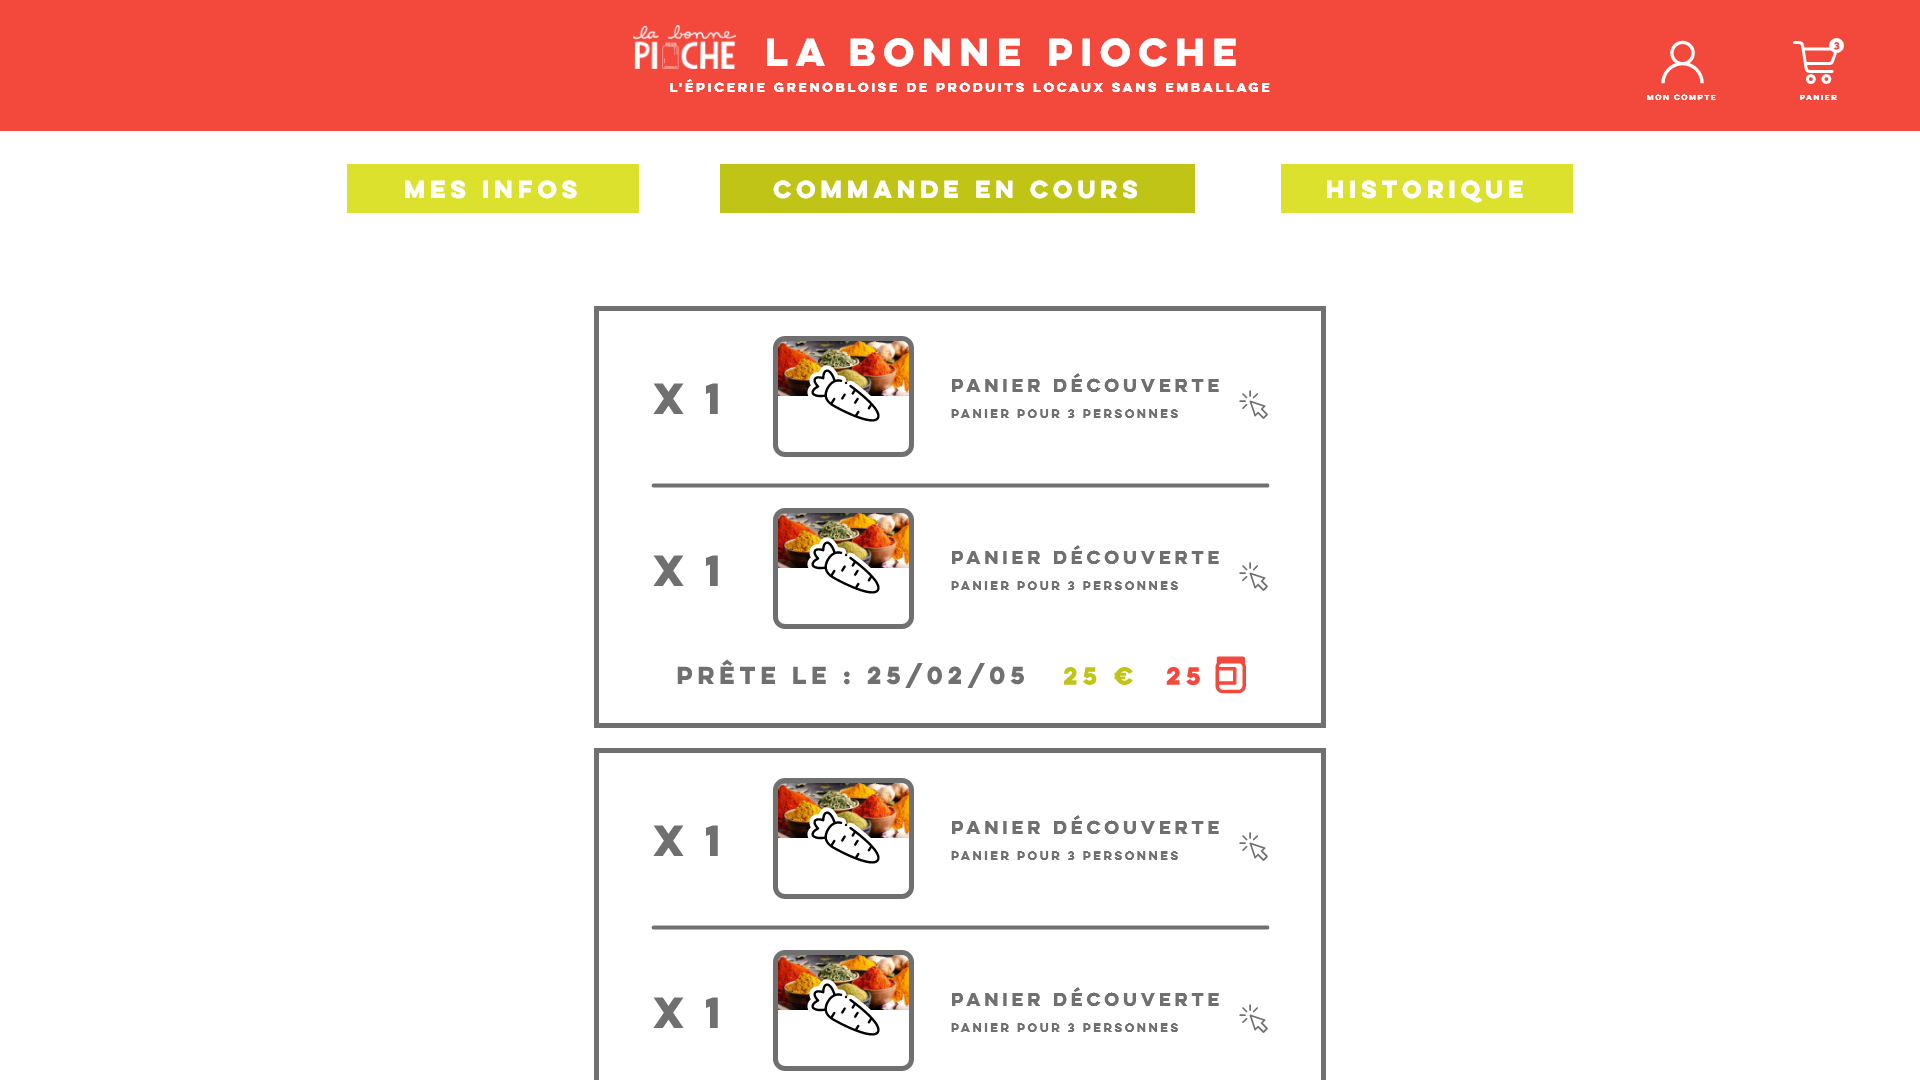 la bonne
PIOCHE
LA BONNE PIOCHE
L'ÉPICERIE GRENOBLOISE DE PRODUITS LOCAUX SANS EMBALLAGE
MON COMPTE
3
PANIER
MES INFOS
COMMANDE EN COURS
HISTORIQUE
X 1
PANIER DÉCOUVERTE
PANIER POUR 3 PERSONNES
X 1
PANIER DÉCOUVERTE
PANIER POUR 3 PERSONNES
PRÊTE LE : 25/02/05 25 € 25
X 1
PANIER DÉCOUVERTE
PANIER POUR 3 PERSONNES
X 1
PANIER DÉCOUVERTE
PANIER POUR 3 PERSONNES